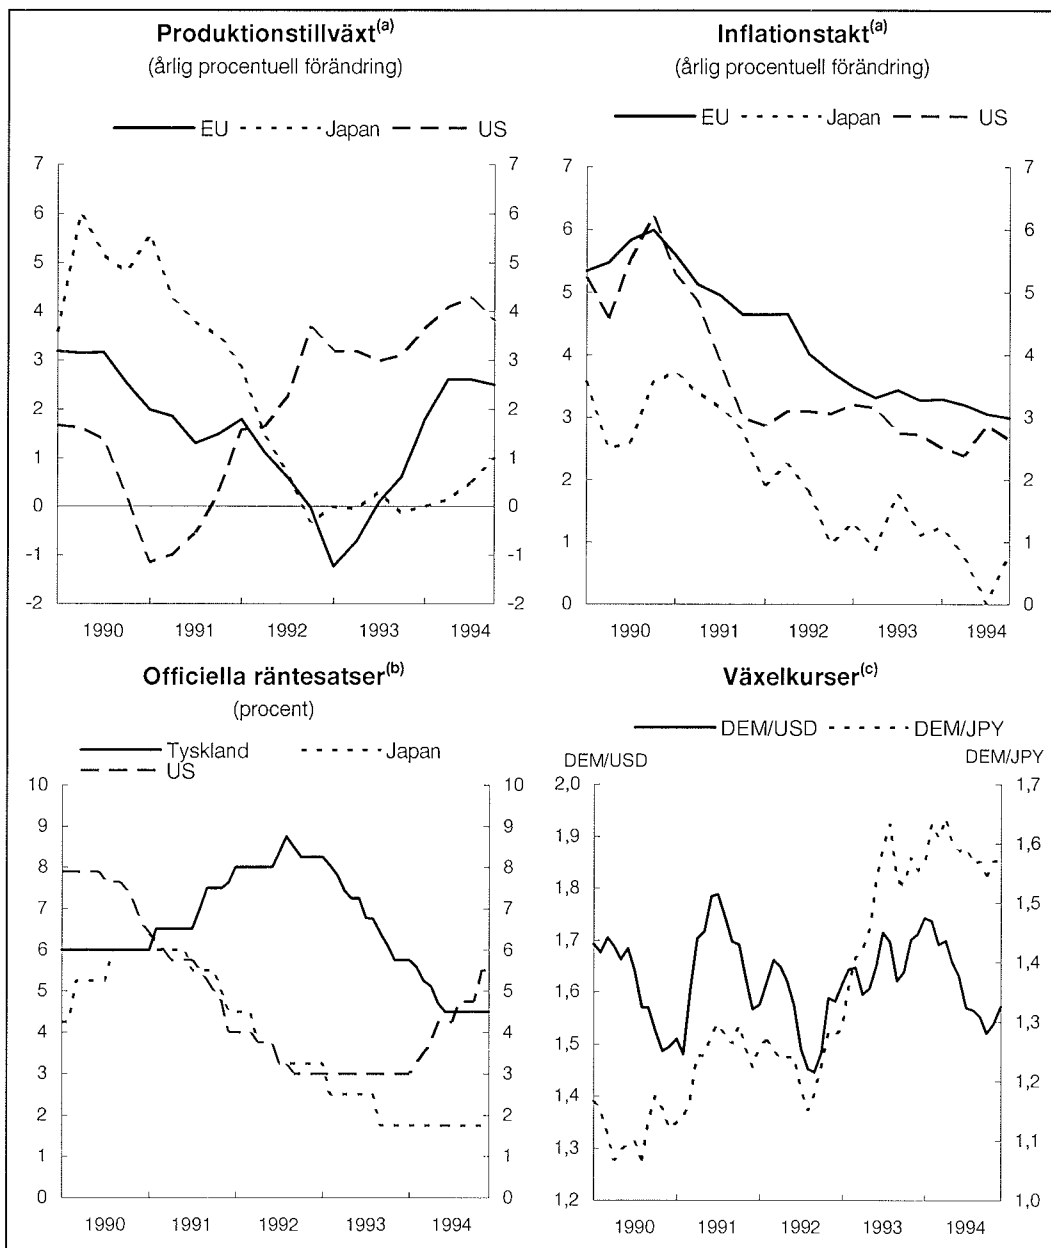 Produktionstillväxt(a)
(årlig procentuell förändring)
EU Japan US
7 7
6 6
5 5
4 4
3 3
2 2
1 1
0 0
-1 -1
-2 -2
1990 1991 1992 1993 1994
Inflationstakt(a)
(årlig procentuell förändring)
EU Japan US
7 7
6 6
5 5
4 4
3 3
2 2
1 1
0 0
1990 1991 1992 1993 1994
Officiella räntesatser(b)
(procent)
Tyskland Japan
US
10 10
9 9
8 8
7 7
6 6
5 5
4 4
3 3
2 2
1 1
0 0
1990 1991 1992 1993 1994
Växelkurser(c)
DEM/USD DEM/JPY
DEM/USD DEM/JPY
2,0 1,7
1,9 1,6
1,8 1,5
1,7 1,4
1,6 1,3
1,5 1,2
1,4 1,1
1,3 1,0
1,2
1990 1991 1992 1993 1994